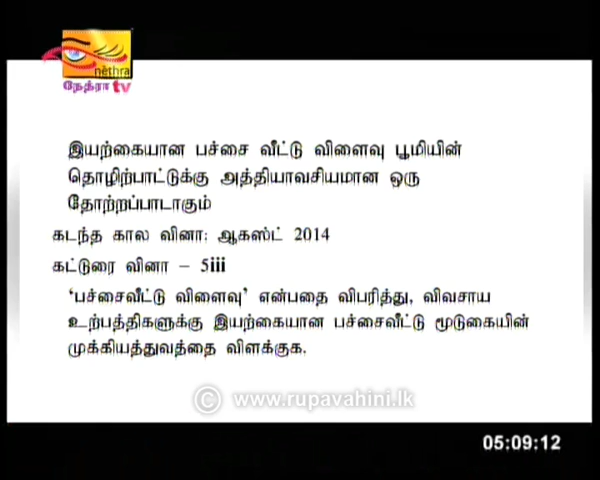 nethra
நேத்ரா tv
இயற்கையான பச்சை வீட்டு விளைவு பூமியின்
தொழிற்பாட்டுக்கு அத்தியாவசியமான ஒரு
தோற்றப்பாடாகும்
கடந்த கால வினா: ஆகஸ்ட் 2014
கட்டுரை வினா – 5iii
‘பச்சைவீட்டு விளைவு’ என்பதை விபரித்து, விவசாய
உற்பத்திகளுக்கு இயற்கையான பச்சைவீட்டு மூடுகையின்
முக்கியத்துவத்தை விளக்குக.
© www.rupavahini.lk
05:09:12